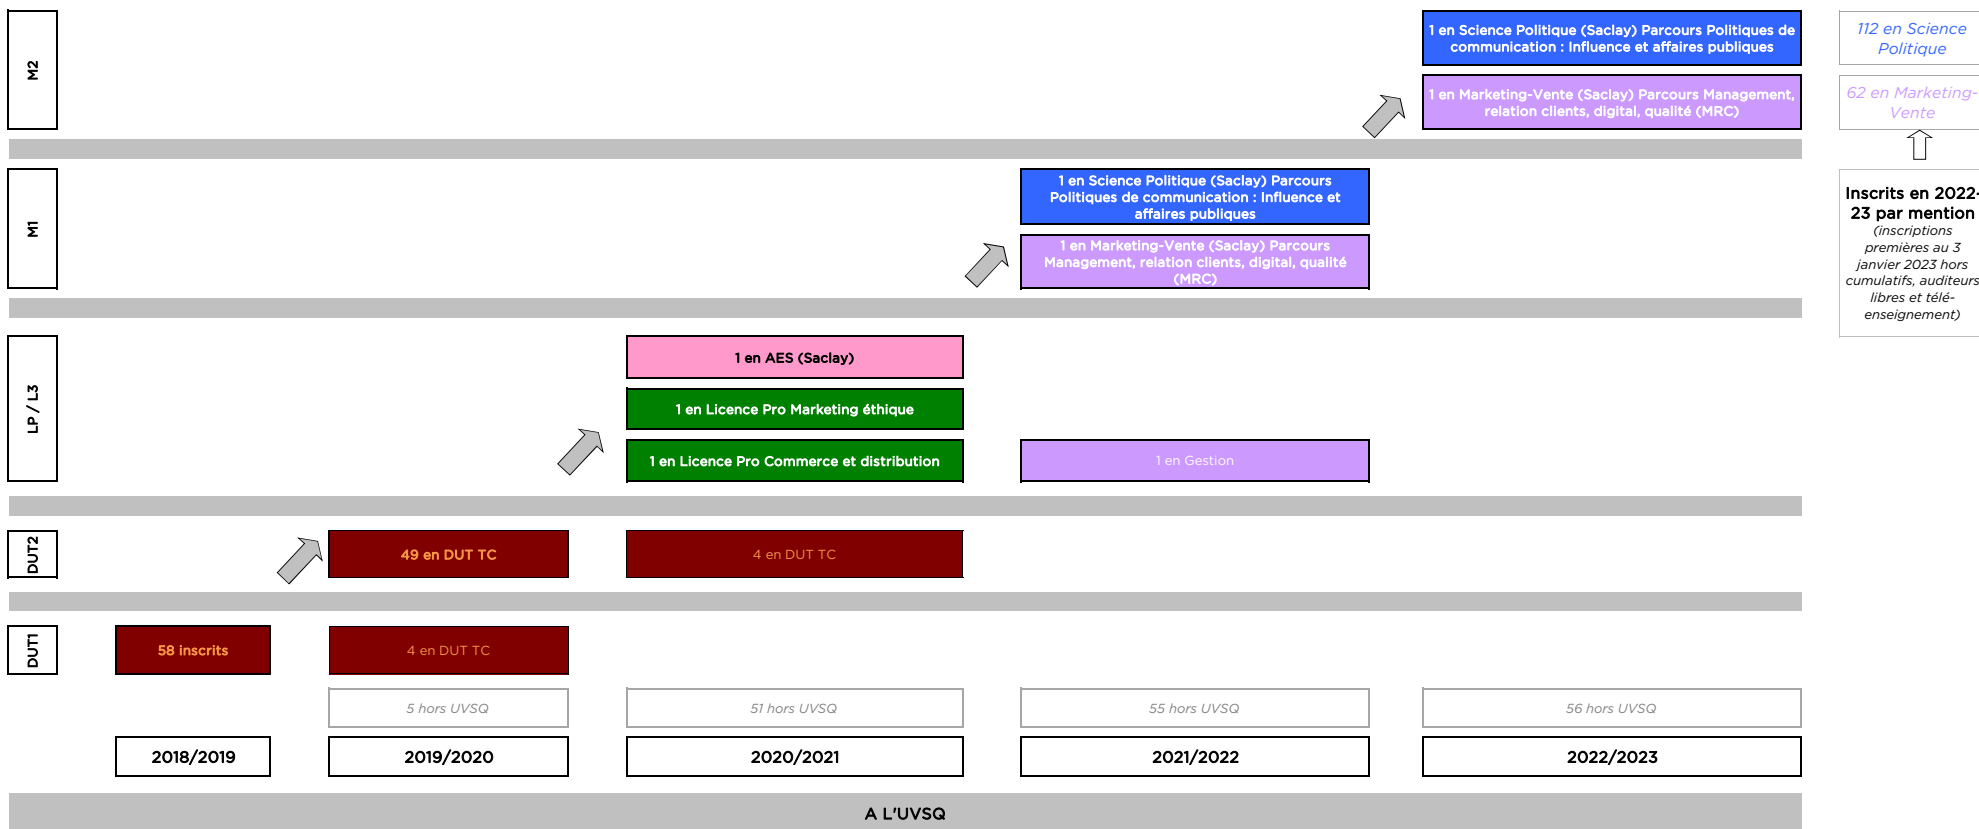 M2
1 en Science Politique (Saclay) Parcours Politiques de
communication : Influence et affaires publiques
112 en Science
Politique
1 en Marketing-Vente (Saclay) Parcours Management,
relation clients, digital, qualité (MRC)
62 en Marketing-
Vente
M1
1 en Science Politique (Saclay) Parcours
Politiques de communication : Influence et
affaires publiques
1 en Marketing-Vente (Saclay) Parcours
Management, relation clients, digital, qualité
(MRC)
Inscrits en 2022-
23 par mention
(inscriptions
premières au 3
janvier 2023 hors
cumulatifs, auditeurs
libres et télé-
enseignement)
LP / L3
1 en AES (Saclay)
1 en Licence Pro Marketing éthique
1 en Licence Pro Commerce et distribution
1 en Gestion
DUT2
49 en DUT TC
4 en DUT TC
DUT1
58 inscrits
4 en DUT TC
5 hors UVSQ
51 hors UVSQ
55 hors UVSQ
56 hors UVSQ
2018/2019
2019/2020
2020/2021
2021/2022
2022/2023
A L'UVSQ